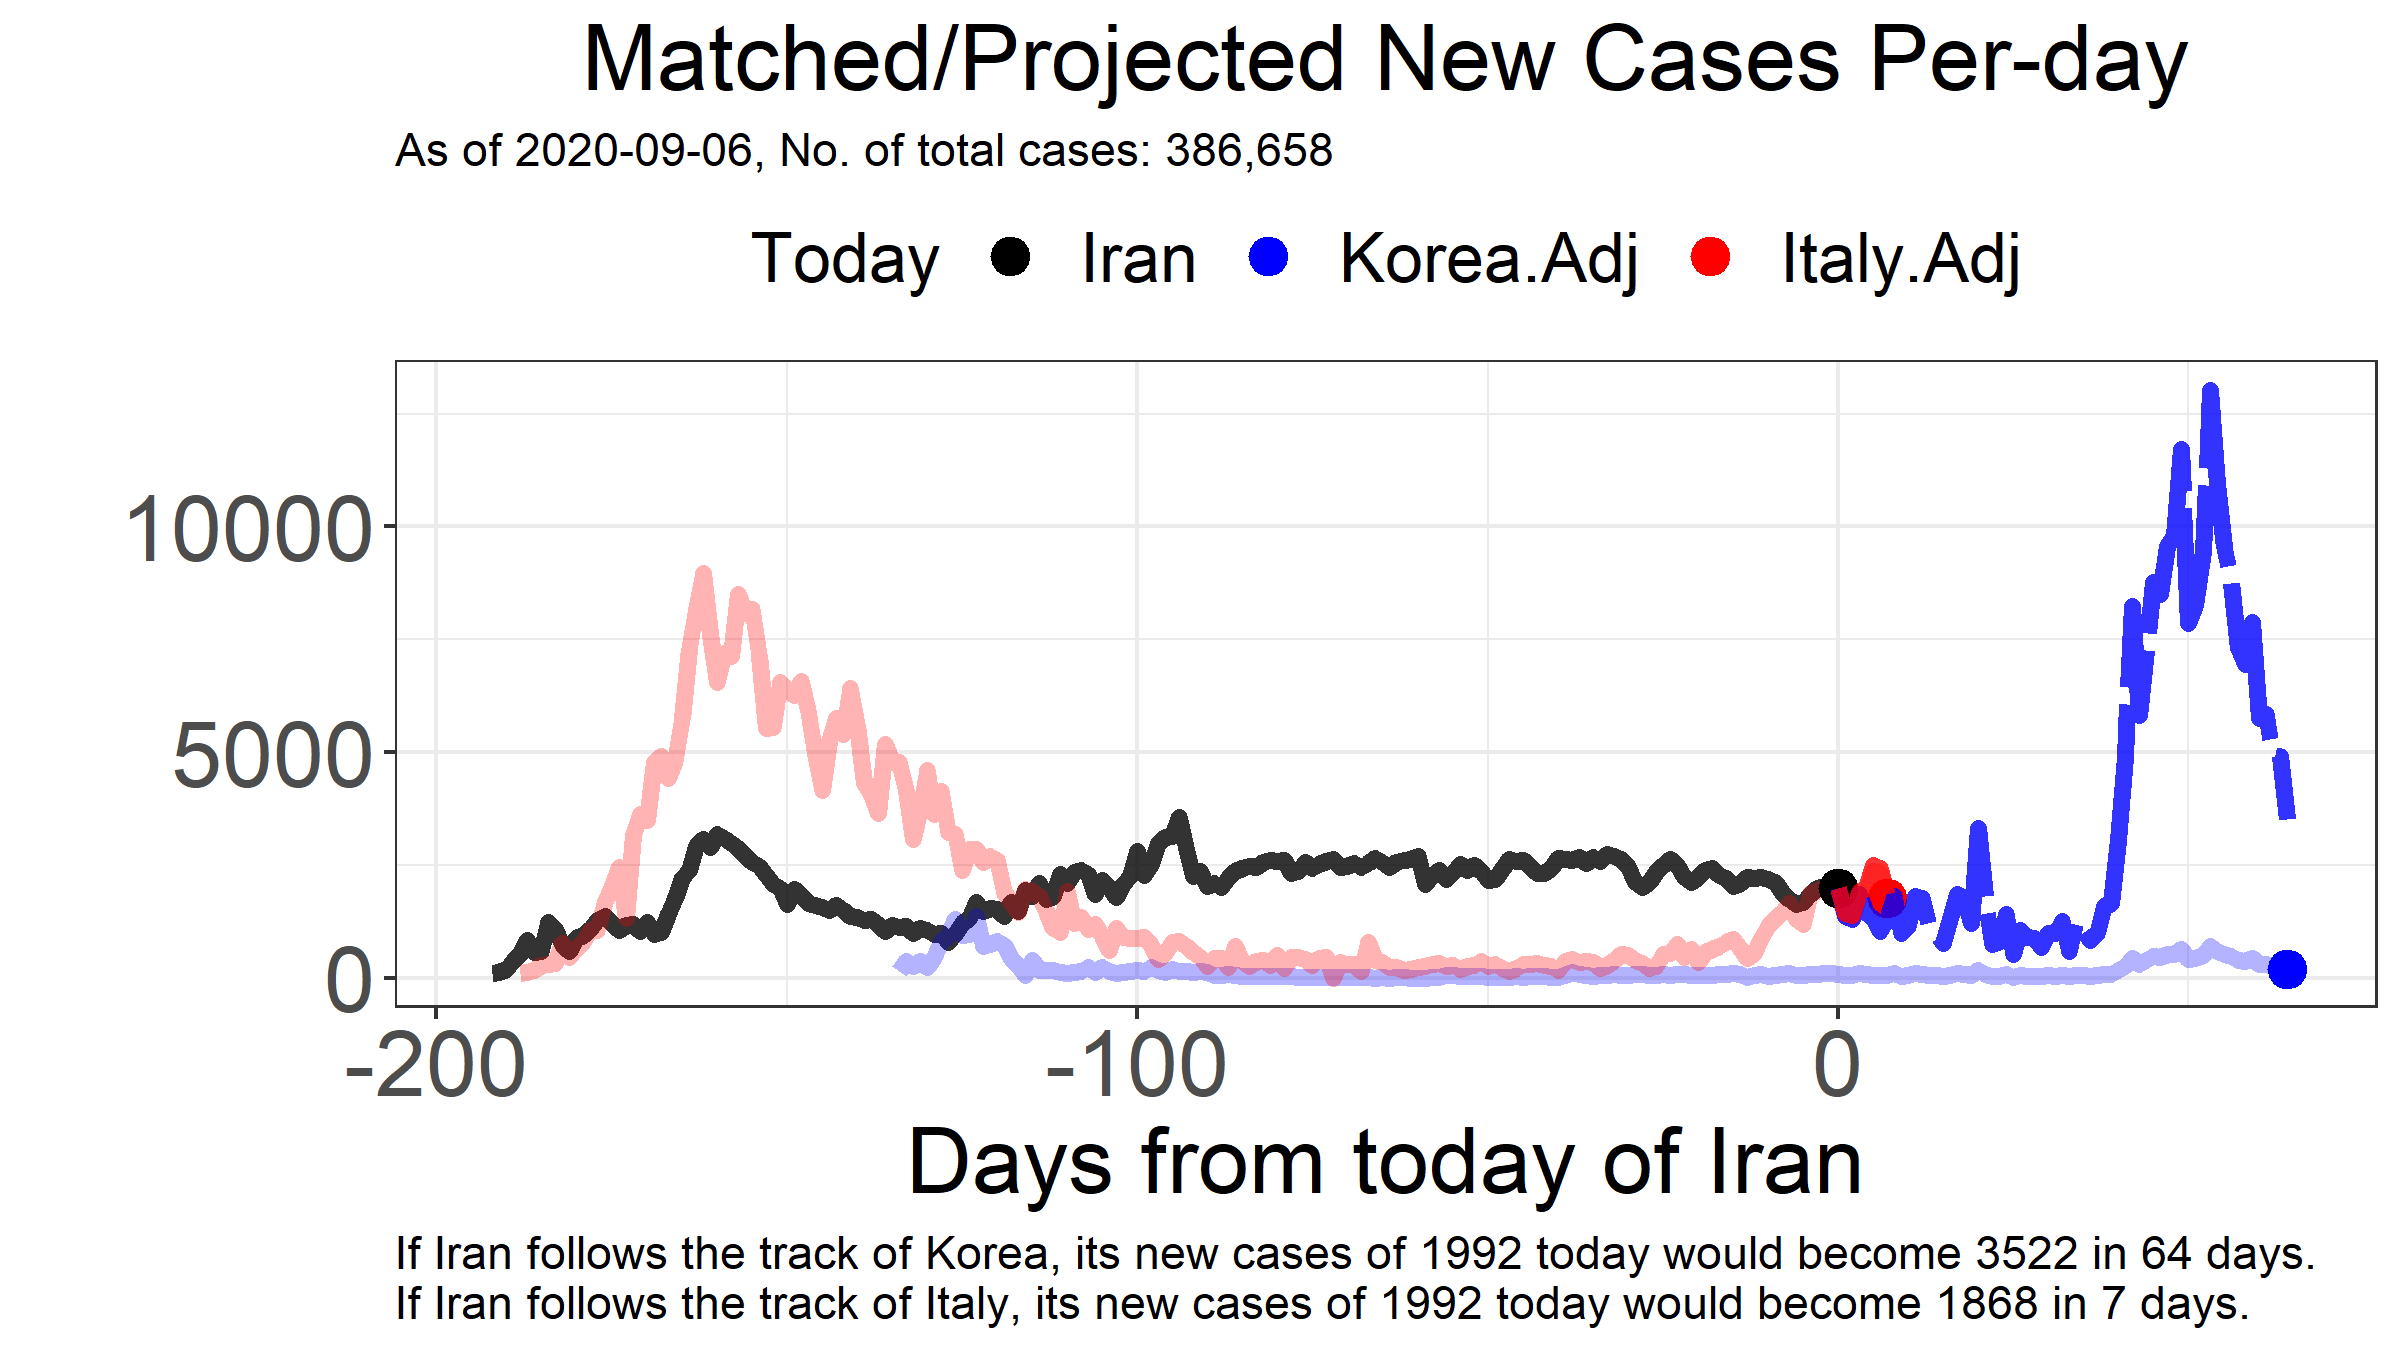 Matched/Projected New Cases Per-day
As of 2020-09-06, No. of total cases: 386,658
Today Iran Korea.Adj Italy.Adj
10000
5000
0
-200 -100 0
Days from today of Iran
If Iran follows the track of Korea, its new cases of 1992 today would become 3522 in 64 days.
If Iran follows the track of Italy, its new cases of 1992 today would become 1868 in 7 days.